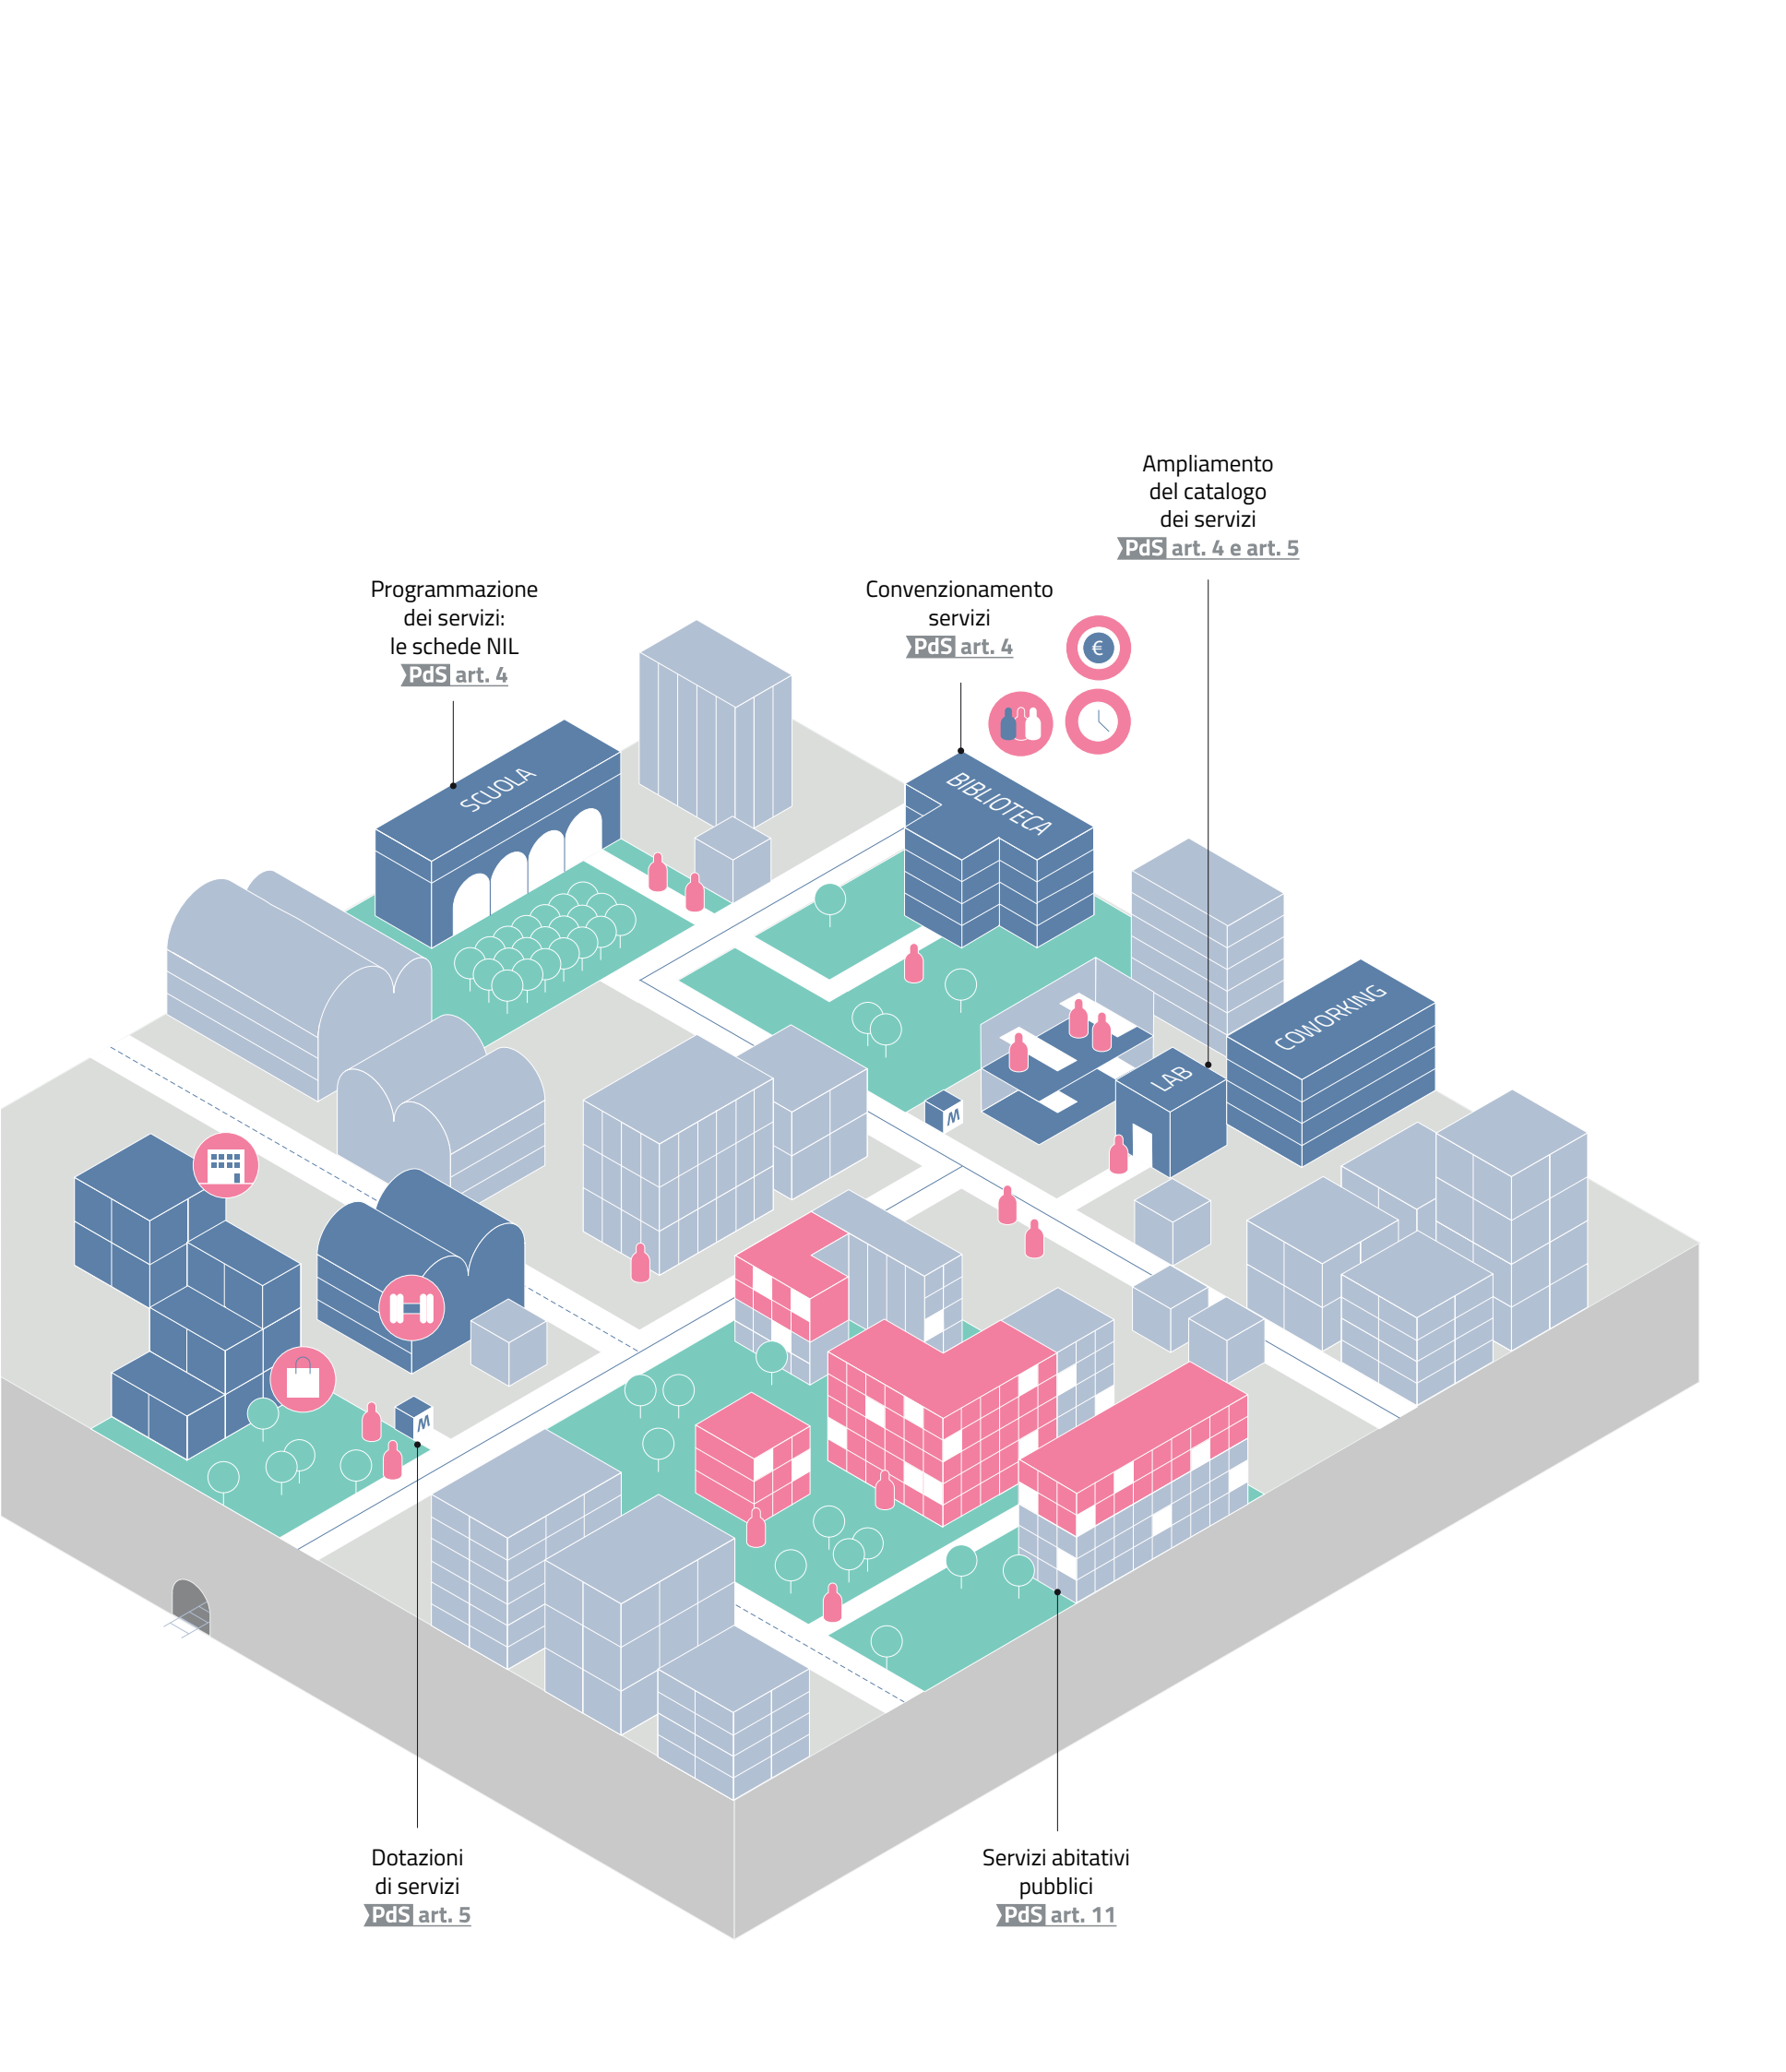 Ampliamento
del catalogo
dei servizi
PdS art. 4 e art. 5
Programmazione
dei servizi:
le schede NIL
PdS art. 4
Convenzionamento
servizi
PdS art. 4
€
SCUOLA
BIBLIOTECA
COWORKING
LAB
M
M
Dotazioni
di servizi
PdS art. 5
Servizi abitativi
pubblici
PdS art. 11